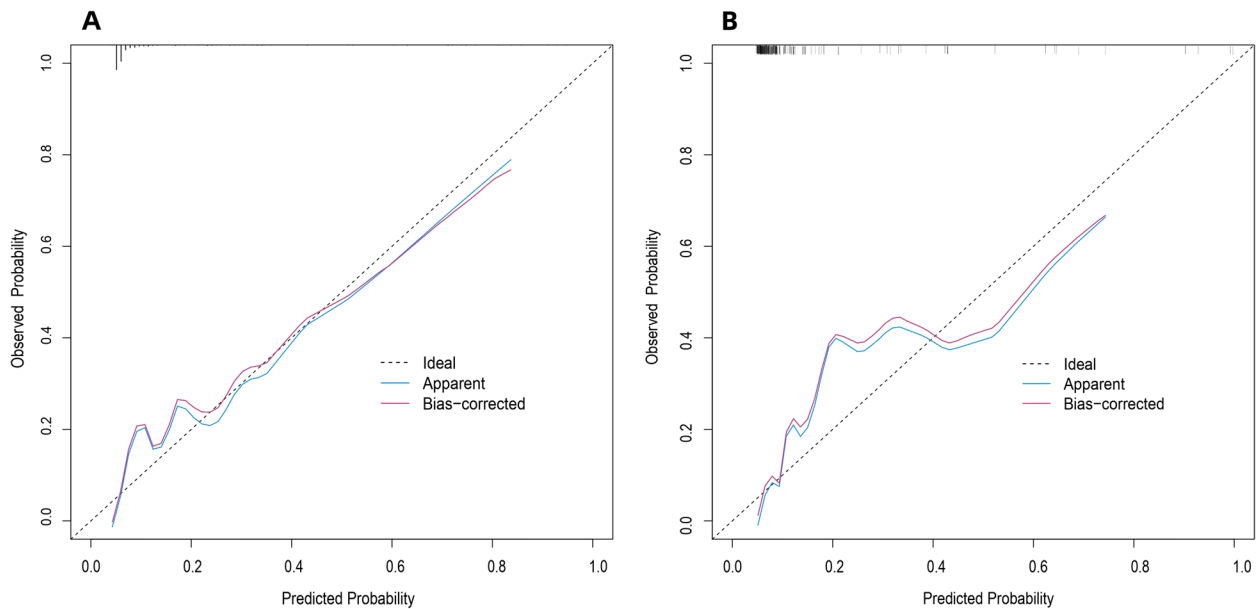 A
1.0
0.8
0.6
0.4
0.2
0.0
Observed Probability
Ideal
Apparent
Bias-corrected
0.0 0.2 0.4 0.6 0.8 1.0
Predicted Probability
B
1.0
0.8
0.6
0.4
0.2
0.0
Observed Probability
Ideal
Apparent
Bias-corrected
0.0 0.2 0.4 0.6 0.8 1.0
Predicted Probability